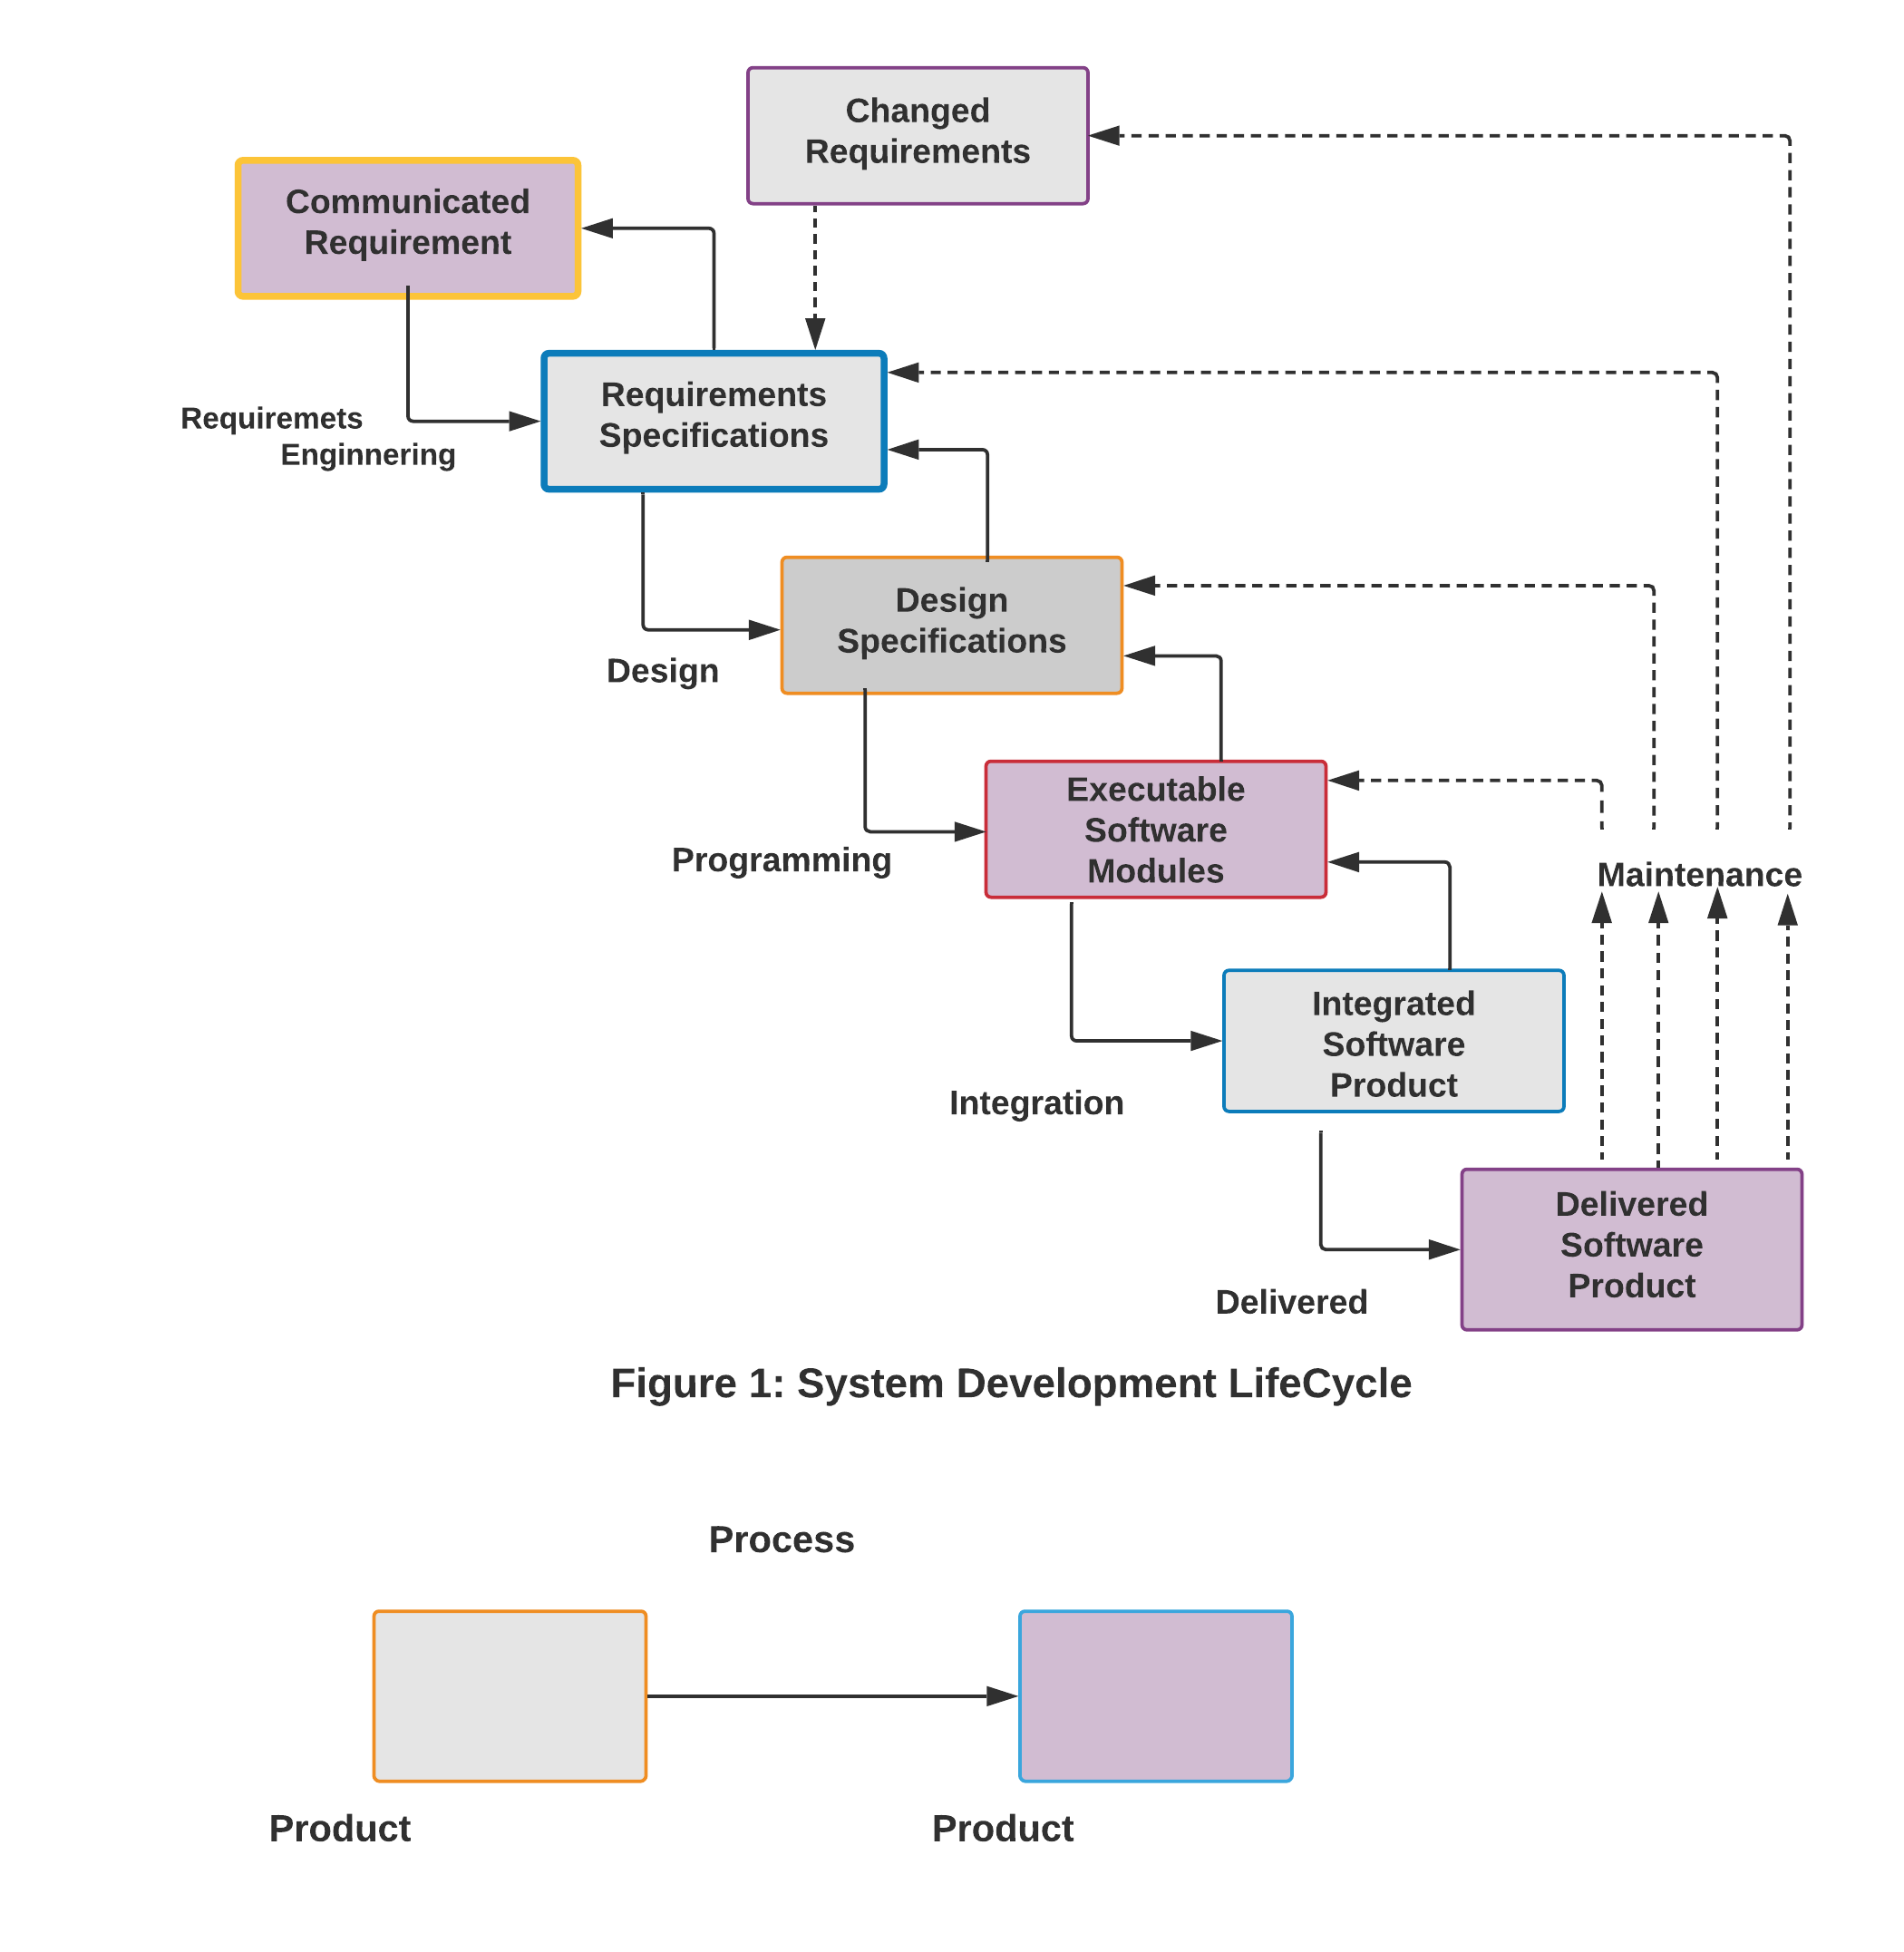 Changed
Requirements
Communicated
Requirement
Requirements
Specifications
Requiremets
Enginnering
Design
Specifications
Design
Executable
Software
Modules
Programming
Maintenance
Integrated
Software
Product
Integration
Delivered
Software
Product
Delivered
Figure 1: System Development LifeCycle
Process
Product
Product